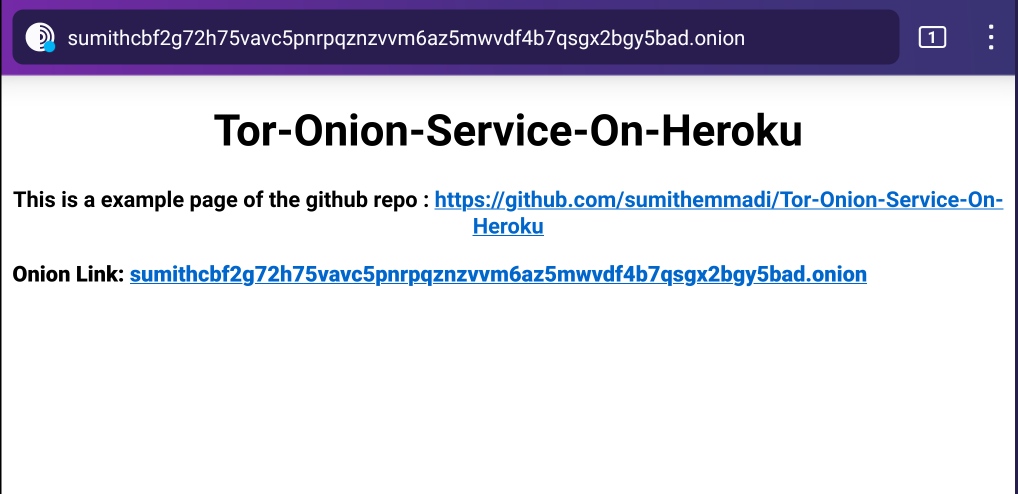 sumithcbf2g72h75vavc5pnrpqznzvvm6az5mwvdf4b7qsgx2bgy5bad.onion
1
Tor-Onion-Service-On-Heroku
This is a example page of the github repo : https://github.com/sumithemmadi/Tor-Onion-Service-On-
Heroku
Onion Link: sumithcbf2g72h75vavc5pnrpqznzvvm6az5mwvdf4b7qsgx2bgy5bad.onion